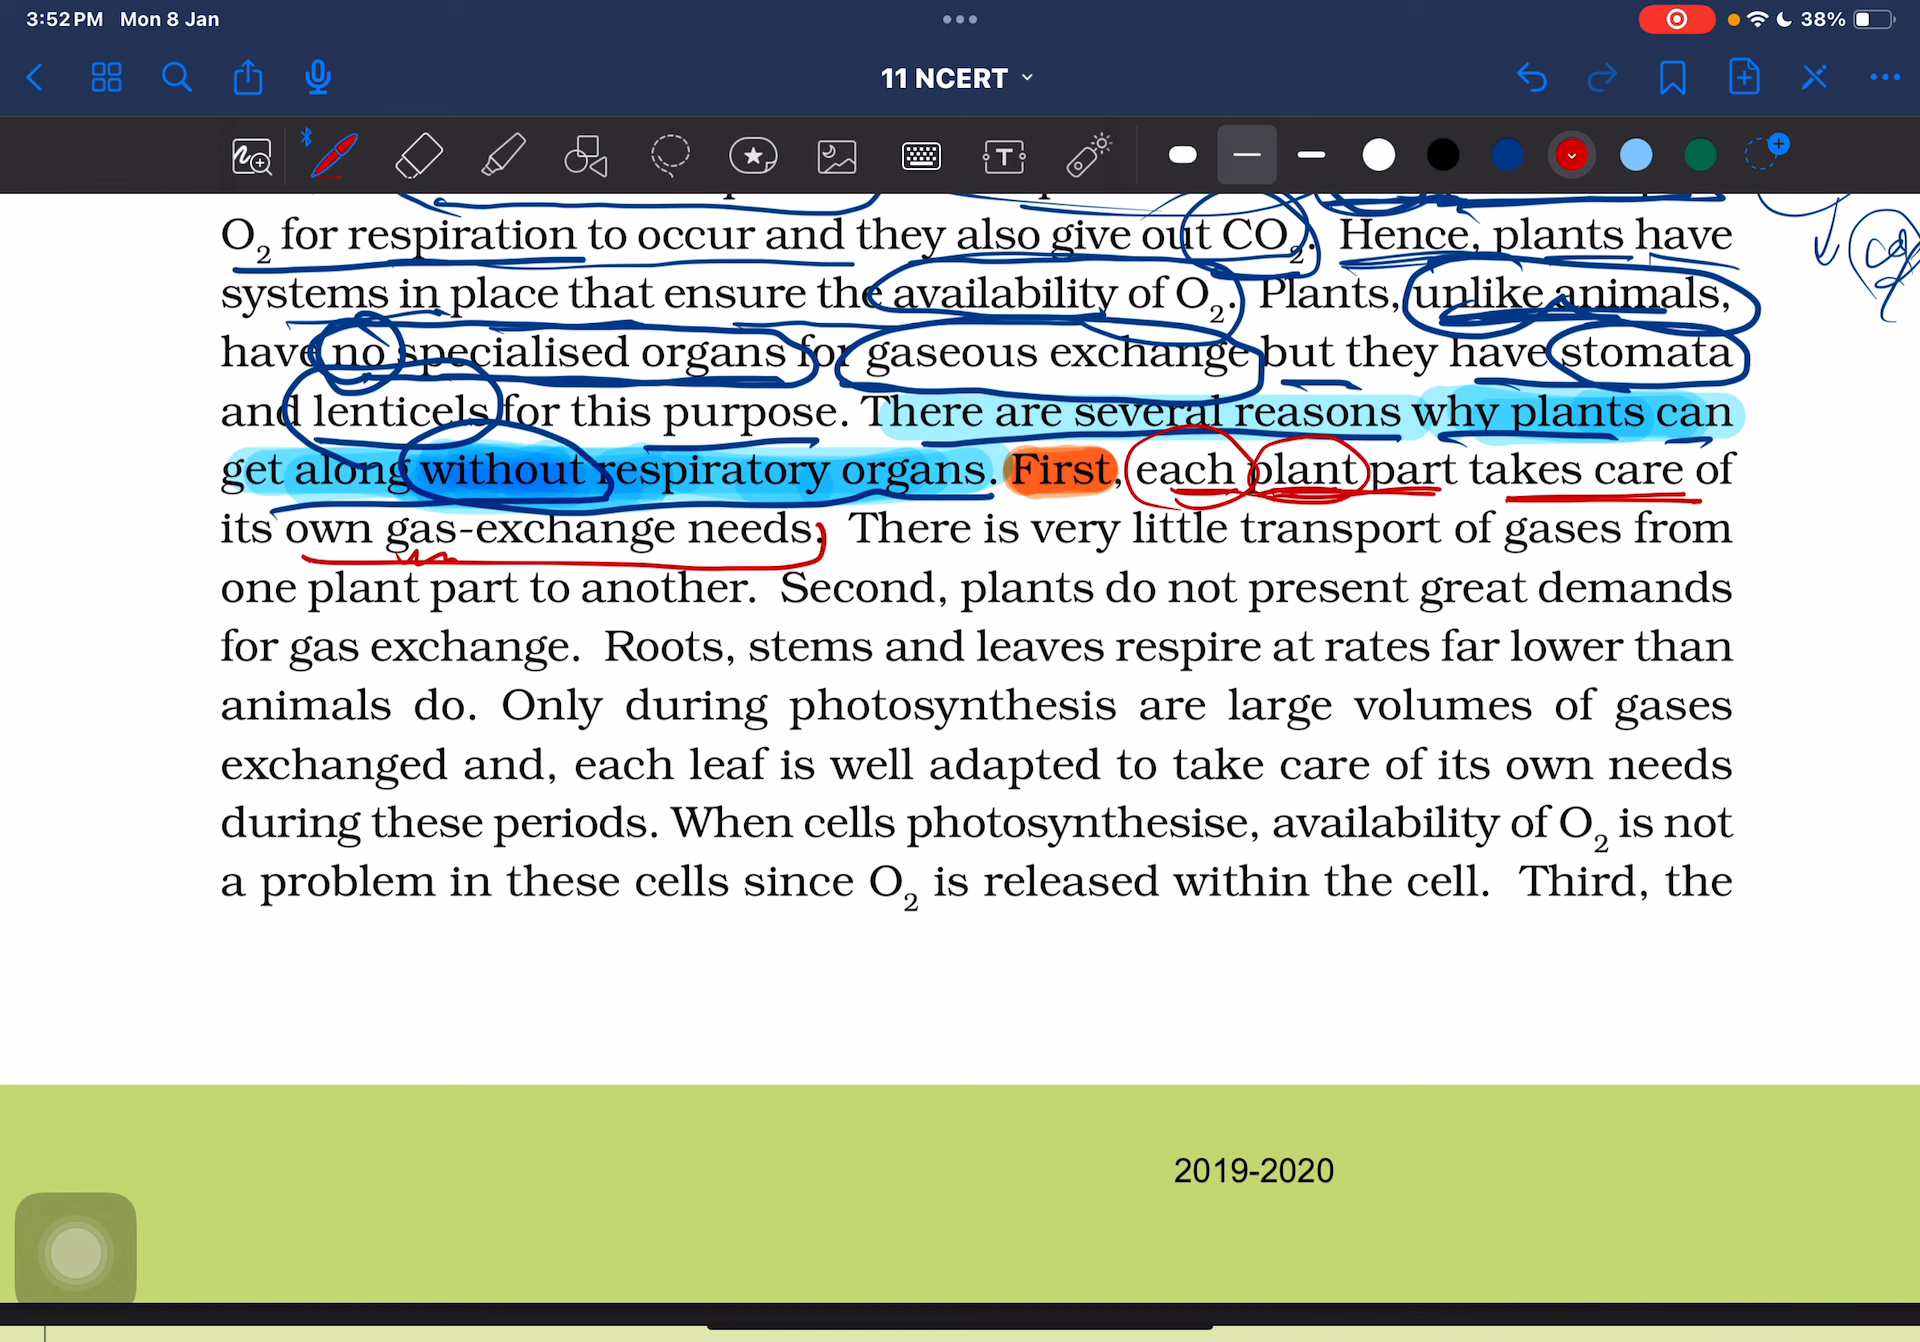 3:52 PM Mon 8 Jan
38%
11 NCERT
T
O₂ for respiration to occur and they also give out CO₂. Hence, plants have
systems in place that ensure the availability of O₂. Plants, unlike animals,
have no specialised organs for gaseous exchange but they have stomata
and lenticels for this purpose. There are several reasons why plants can
get along without respiratory organs. First, each plant part takes care of
its own gas-exchange needs. There is very little transport of gases from
one plant part to another. Second, plants do not present great demands
for gas exchange. Roots, stems and leaves respire at rates far lower than
animals do. Only during photosynthesis are large volumes of gases
exchanged and, each leaf is well adapted to take care of its own needs
during these periods. When cells photosynthesise, availability of O₂ is not
a problem in these cells since O₂ is released within the cell. Third, the
2019-2020